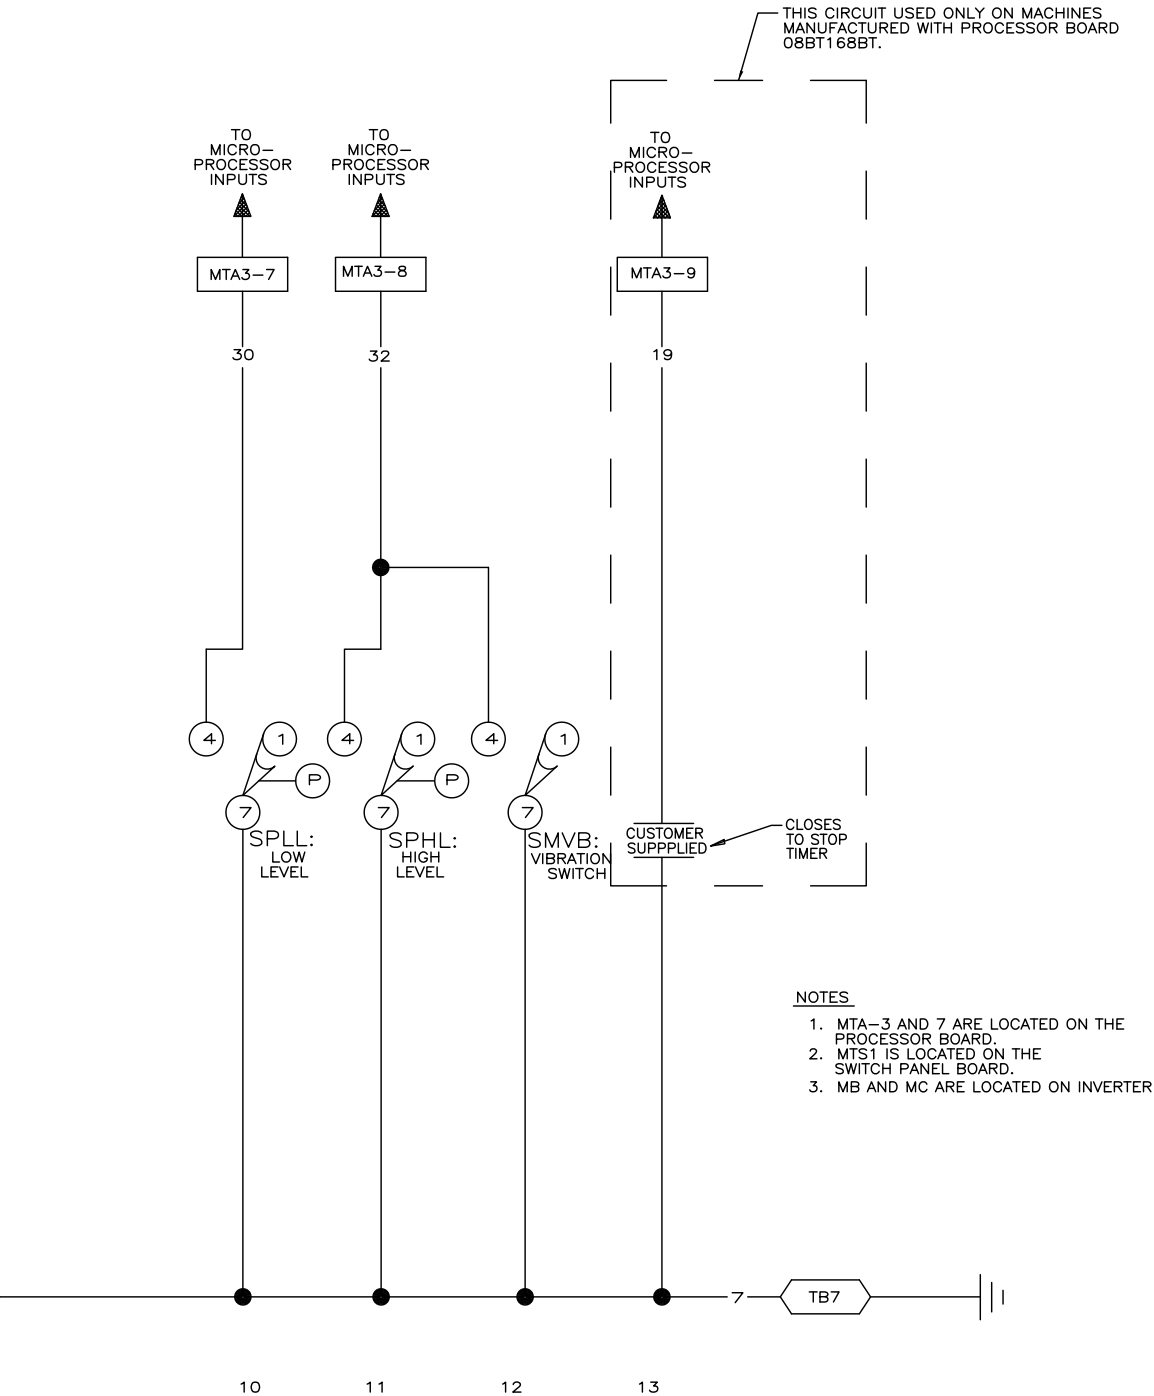 THIS CIRCUIT USED ONLY ON MACHINES
MANUFACTURED WITH PROCESSOR BOARD
08BT168BT.
TO
MICRO-
PROCESSOR
INPUTS
TO
MICRO-
PROCESSOR
INPUTS
TO
MICRO-
PROCESSOR
INPUTS
MTA3-7
MTA3-8
MTA3-9
30
32
19
4
1
P
7
4
1
P
7
4
1
7
SPLL:
LOW
LEVEL
SPHL:
HIGH
LEVEL
SMVB:
VIBRATION
SWITCH
CUSTOMER
SUPPPLIED
CLOSES
TO STOP
TIMER
NOTES
1. MTA-3 AND 7 ARE LOCATED ON THE
PROCESSOR BOARD.
2. MTS1 IS LOCATED ON THE
SWITCH PANEL BOARD.
3. MB AND MC ARE LOCATED ON INVERTER
7
TB7
10
11
12
13